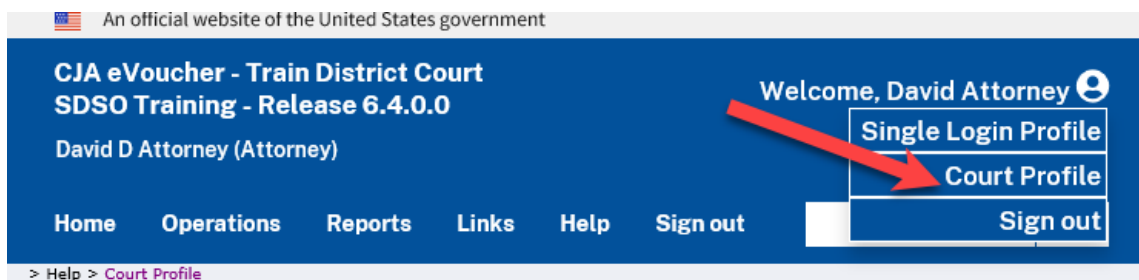 An official website of the United States government
CJA eVoucher - Train District Court
SDSO Training - Release 6.4.0.0
David D Attorney (Attorney)
Welcome, David Attorney
Single Login Profile
Court Profile
Sign out
Home Operations Reports Links Help Sign out
> Help > Court Profile